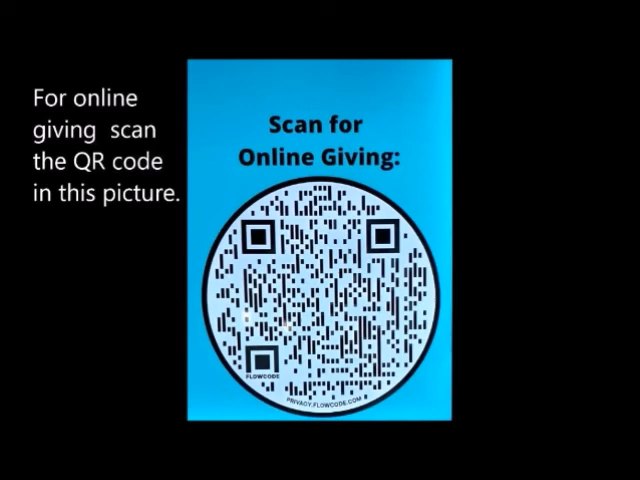 For online
giving scan
the QR code
in this picture.
Scan for
Online Giving:
FLOWCODE
PRIVACY.FLOWCODE.COM